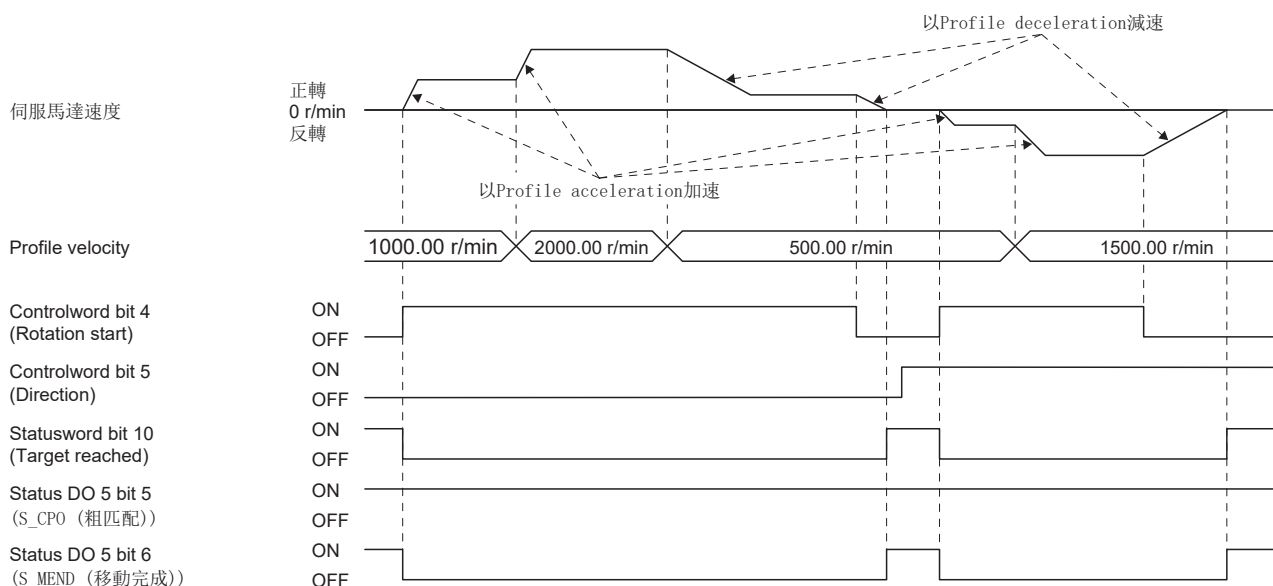 以Profile deceleration減速
正轉
伺服馬達速度
0 r/min
反轉
以Profile acceleration加速
Profile velocity
1000.00 r/min
2000.00 r/min
500.00 r/min
1500.00 r/min
Controlword bit 4
(Rotation start)
ON
OFF
Controlword bit 5
(Direction)
ON
OFF
Statusword bit 10
(Target reached)
ON
OFF
Status DO 5 bit 5
(S_CPO (粗匹配))
ON
OFF
Status DO 5 bit 6
(S_MEND (移動完成))
ON
OFF